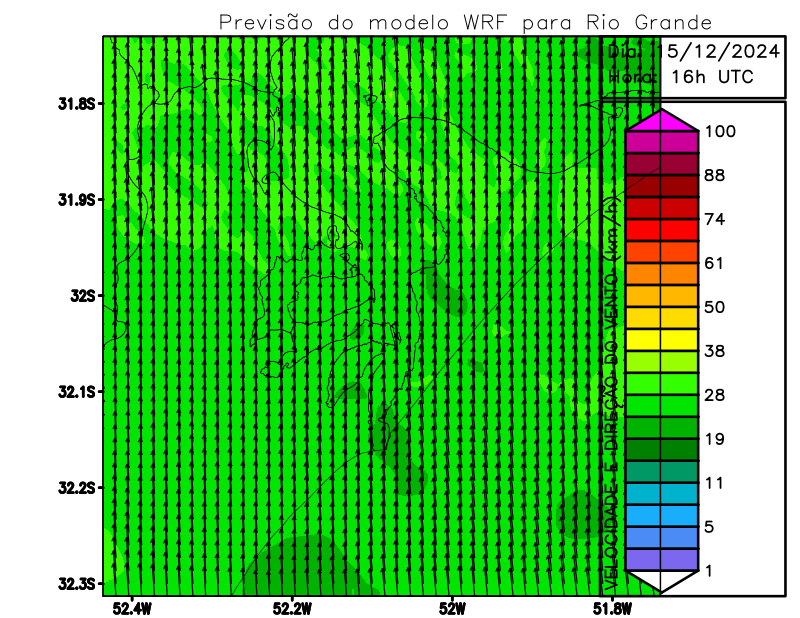 Previsão do modelo WRF para Rio Grande
Dia: 15/12/2024
Hora: 16h UTC
31.8S
31.9S
32S
32.1S
32.2S
32.3S
52.4W
52.2W
52W
51.8W
VELOCIDADE E DIREÇÃO DO VENTO (km/h)
100
88
74
61
50
38
28
19
11
5
1